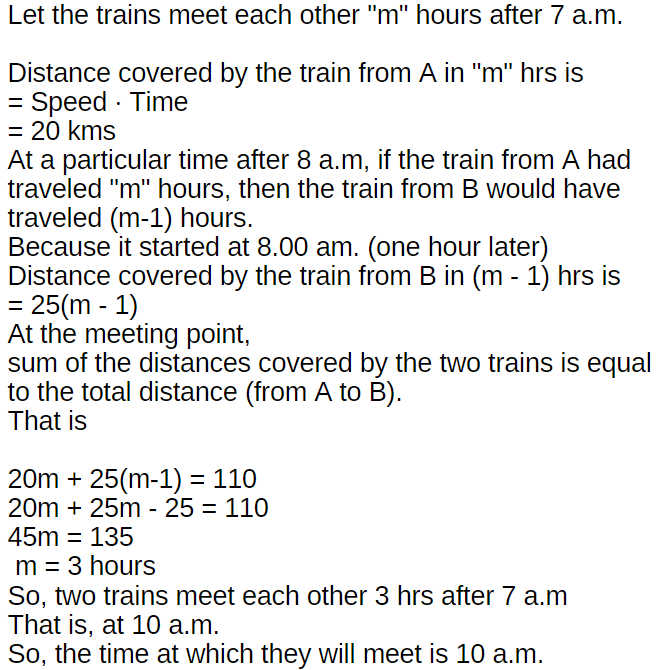 Let the trains meet each other "m" hours after 7 a.m.
Distance covered by the train from A in "m" hrs is
= Speed · Time
= 20 kms
At a particular time after 8 a.m, if the train from A had
traveled "m" hours, then the train from B would have
traveled (m-1) hours.
Because it started at 8.00 am. (one hour later)
Distance covered by the train from B in (m - 1) hrs is
= 25(m - 1)
At the meeting point,
sum of the distances covered by the two trains is equal
to the total distance (from A to B).
That is
20m + 25(m-1) = 110
20m + 25m - 25 = 110
45m = 135
m = 3 hours
So, two trains meet each other 3 hrs after 7 a.m
That is, at 10 a.m.
So, the time at which they will meet is 10 a.m.